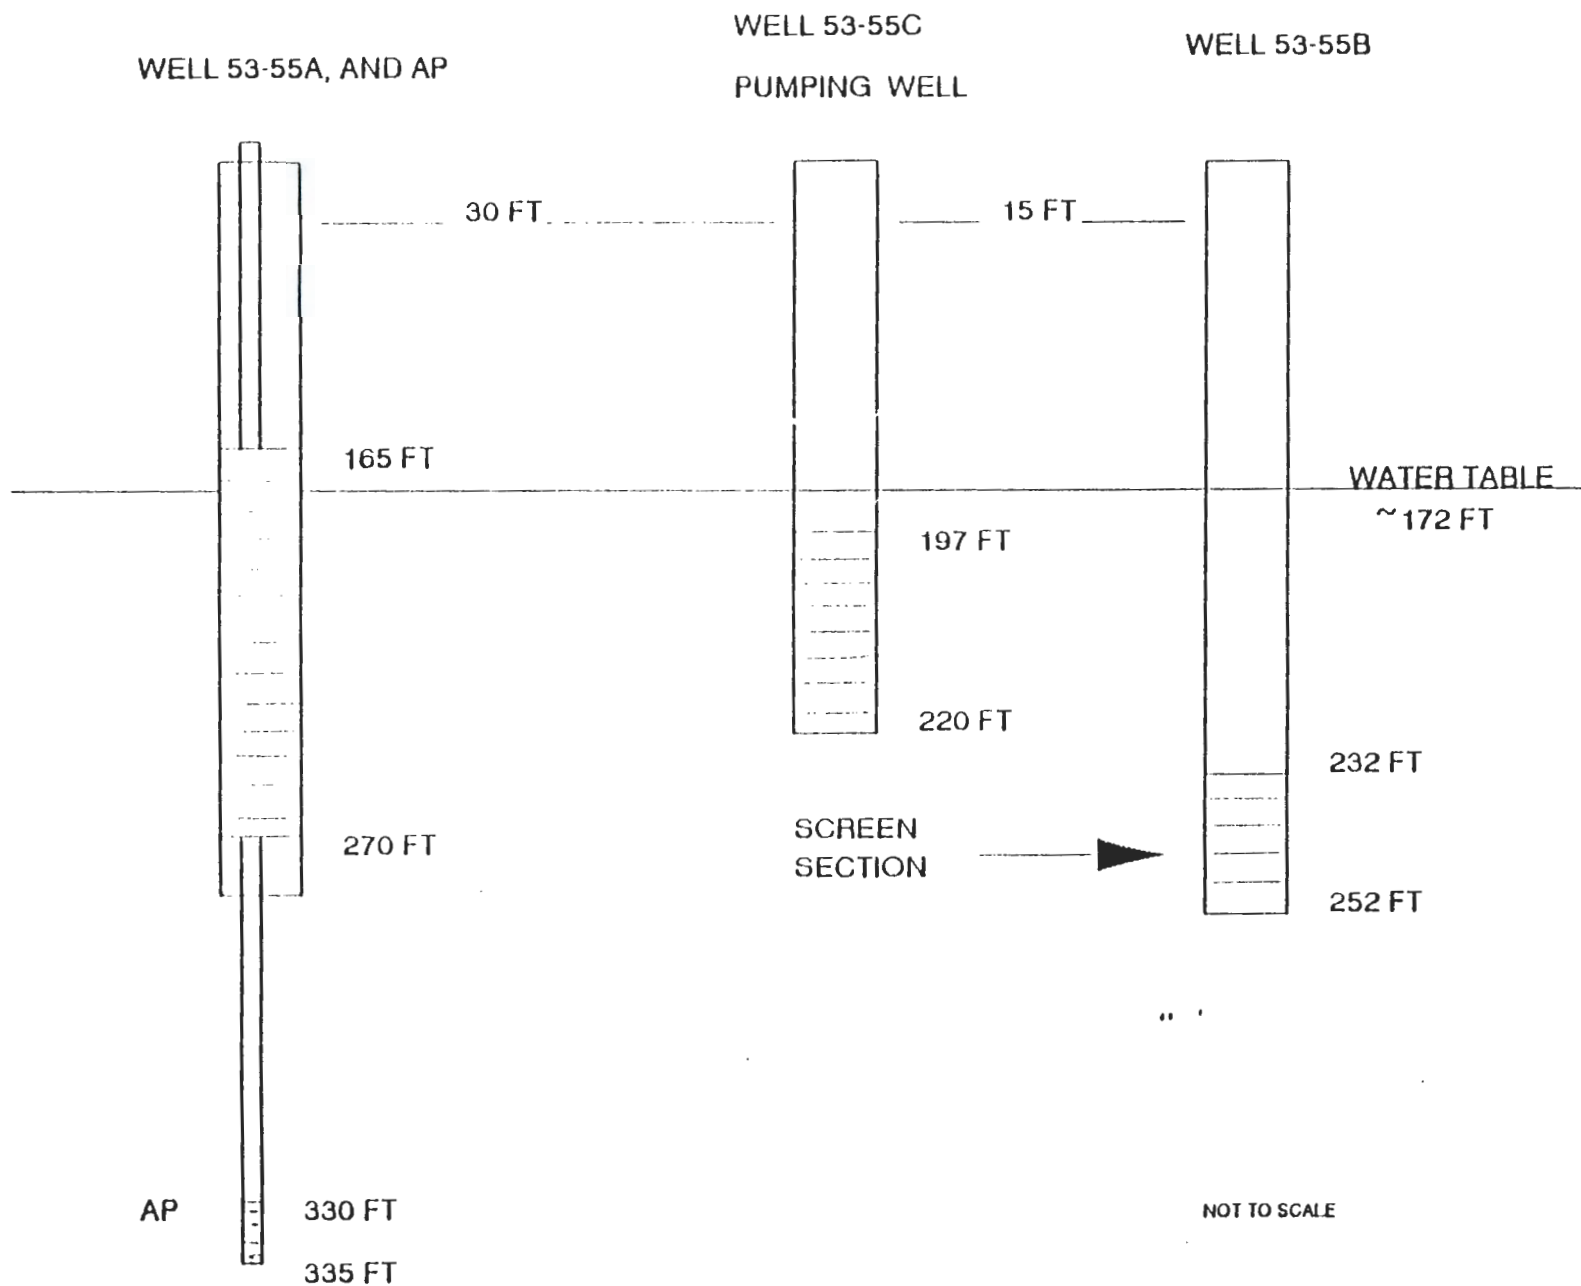 WELL 53-55A, AND AP
WELL 53-55C
PUMPING WELL
WELL 53-55B
30 FT
15 FT
165 FT
WATER TABLE
~172 FT
197 FT
220 FT
232 FT
270 FT
SCREEN
SECTION
252 FT
AP
330 FT
335 FT
NOT TO SCALE